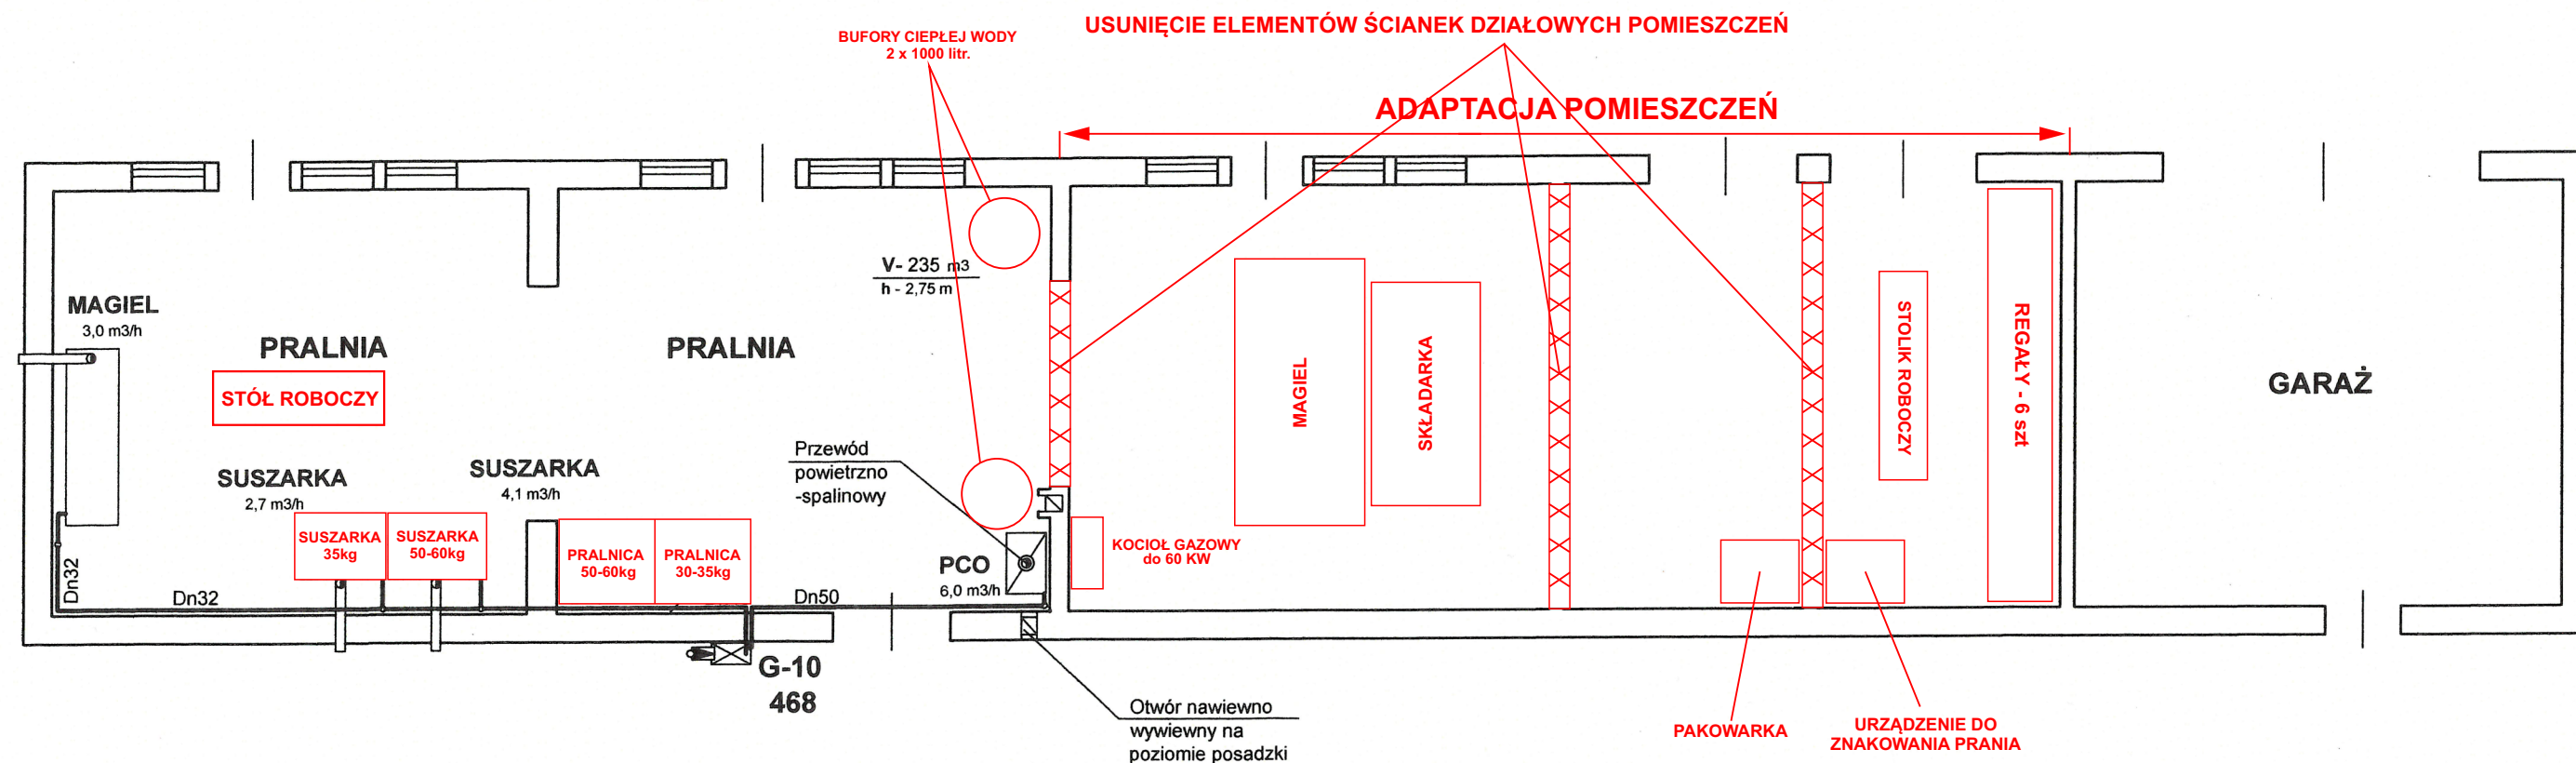 USUNIĘCIE ELEMENTÓW ŚCIANEK DZIAŁOWYCH POMIESZCZEŃ
BUFORY CIEPŁEJ WODY
2 x 1000 litr.
ADAPTACJA POMIESZCZEŃ
V- 235 m3
h - 2,75 m
MAGIEL
3,0 m3/h
PRALNIA
PRALNIA
STÓŁ ROBOCZY
MAGIEL
SKŁADARKA
STOLIK ROBOCZY
REGAŁY - 6 szt
GARAŻ
SUSZARKA
2,7 m3/h
SUSZARKA
4,1 m3/h
Przewód
powietrzno
-spalinowy
SUSZARKA
35kg
SUSZARKA
50-60kg
PRALNICA
50-60kg
PRALNICA
30-35kg
PCO
6,0 m3/h
KOCIOŁ GAZOWY
do 60 KW
Dn32
Dn32
Dn50
G-10
468
Otwór nawiewno
wywiewny na
poziomie posadzki
PAKOWARKA
URZĄDZENIE DO
ZNAKOWANIA PRANIA